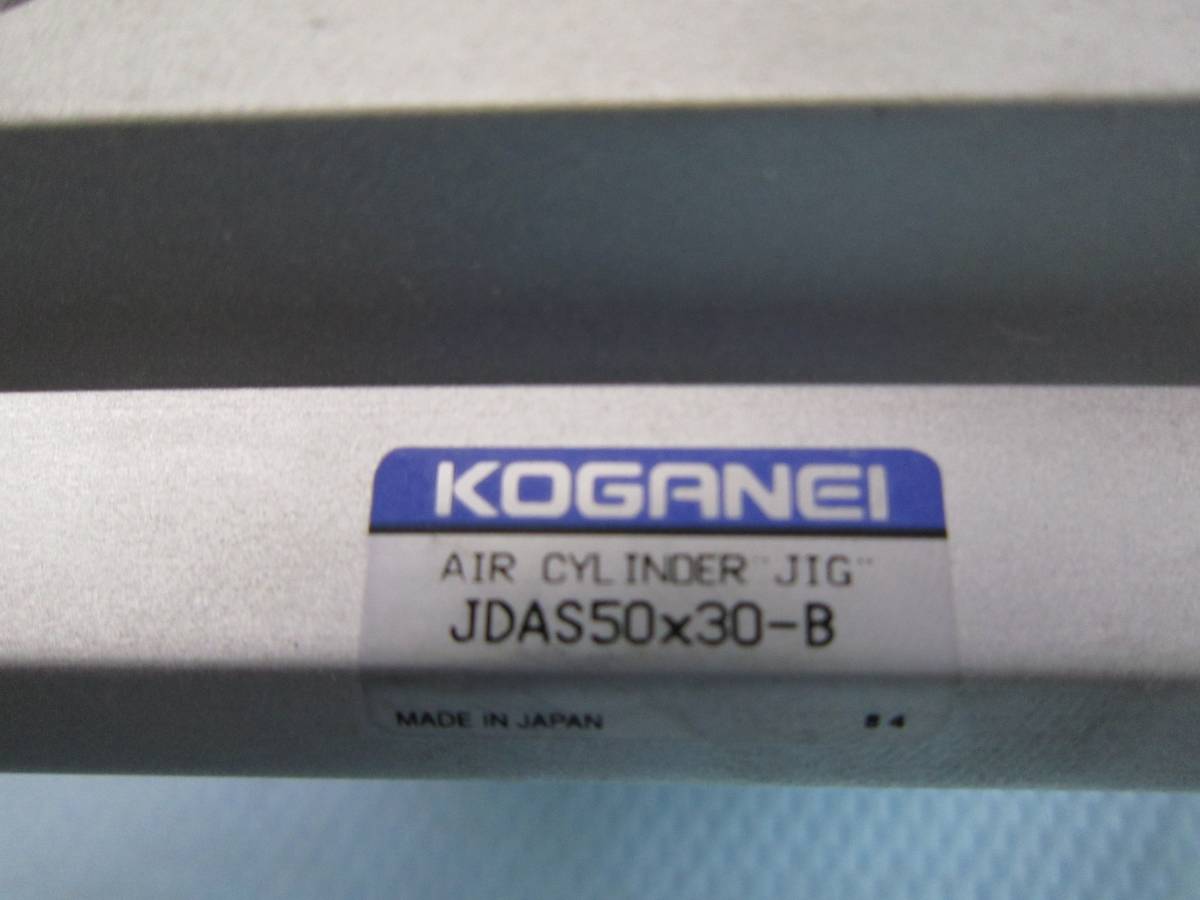 KOGANEI
AIR CYLINDER "JIG"
JDAS50x30-B
MADE IN JAPAN